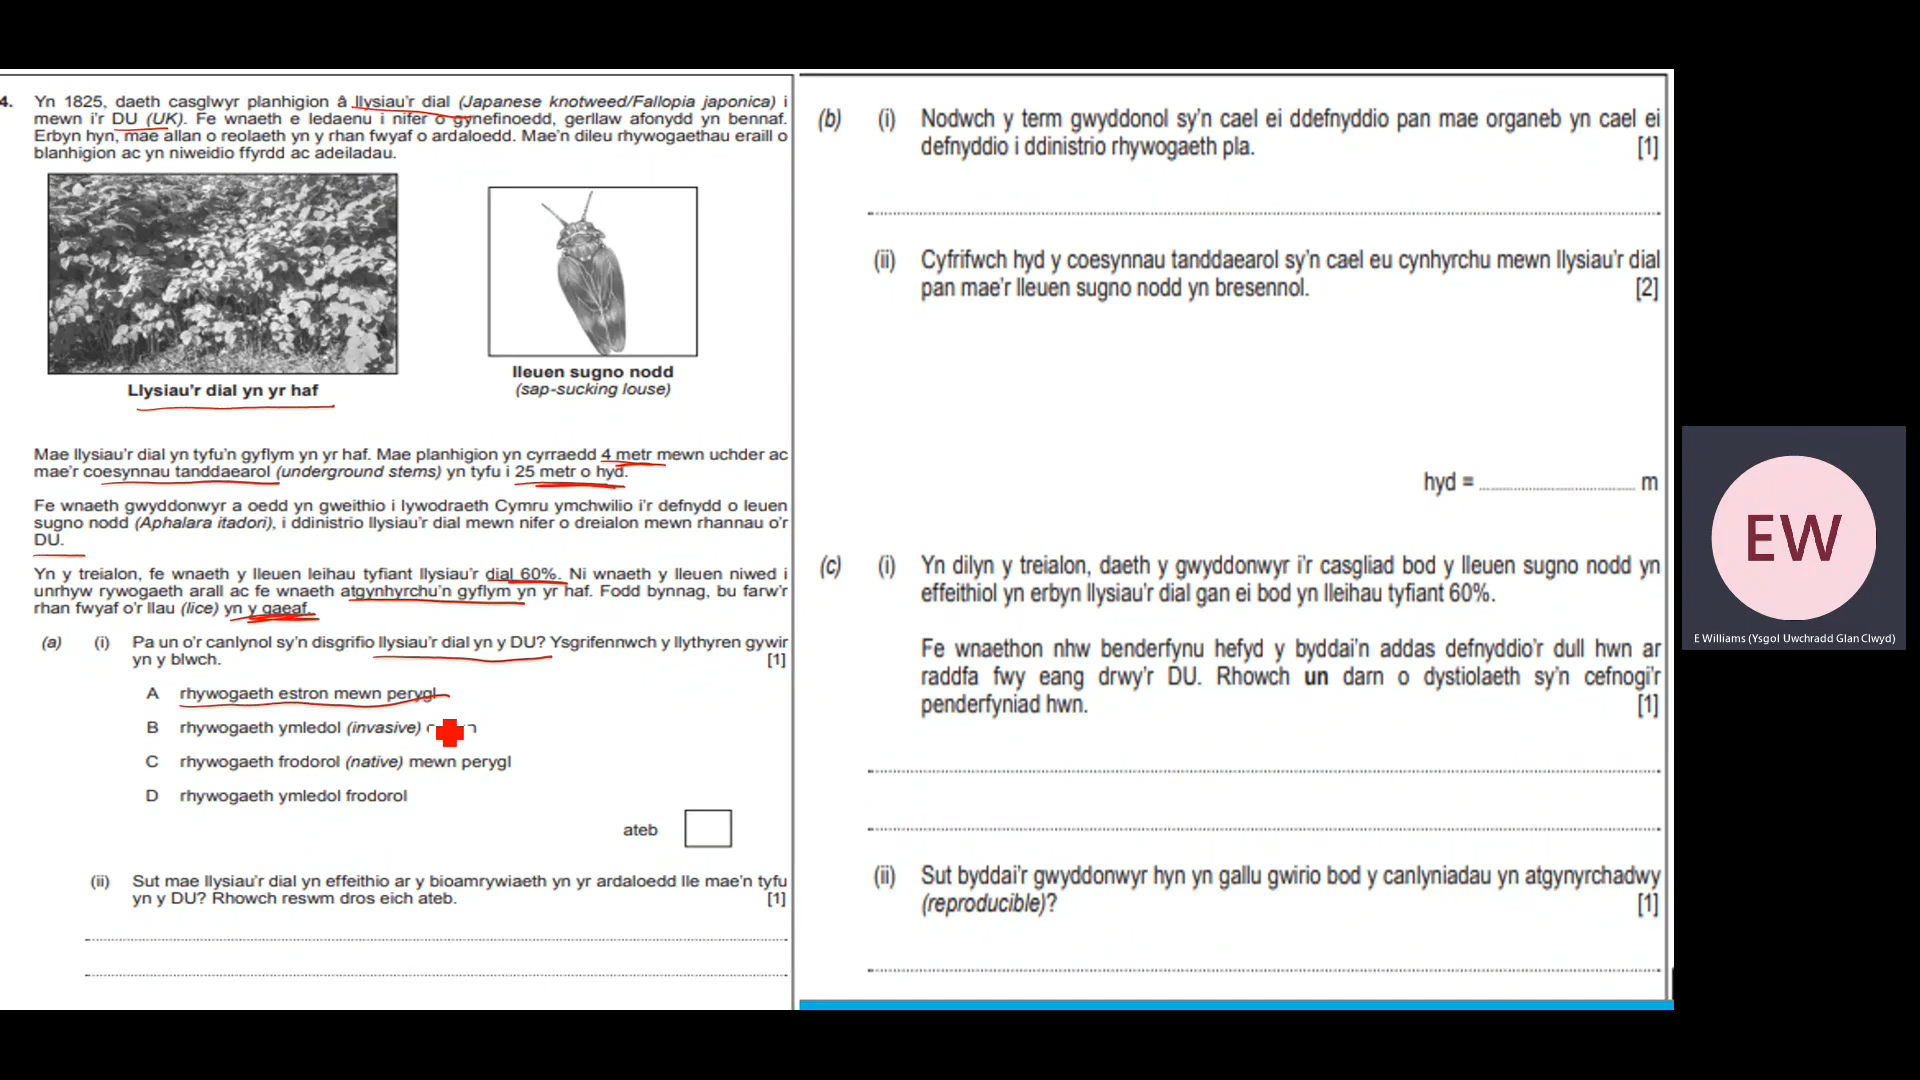 4. Yn 1825, daeth casglwyr planhigion â llysiau'r dial (Japanese knotweed/Fallopia japonica) i
mewn i'r DU (UK). Fe wnaeth e ledaenu i nifer o gynefinoedd, gerllaw afonydd yn bennaf.
Erbyn hyn, mae allan o reolaeth yn y rhan fwyaf o ardaloedd. Mae'n dileu rhywogaethau eraill o
blanhigion ac yn niweidio ffyrdd ac adeiladau.
Llysiau'r dial yn yr haf
lleuen sugno nodd
(sap-sucking louse)
Mae llysiau'r dial yn tyfu'n gyflym yn yr haf. Mae planhigion yn cyrraedd 4 metr mewn uchder ac
mae'r coesynnau tanddaearol (underground stems) yn tyfu i 25 metr o hyd.
Fe wnaeth gwyddonwyr a oedd yn gweithio i lywodraeth Cymru ymchwilio i'r defnydd o leuen
sugno nodd (Aphalara itadori), i ddinistrio llysiau'r dial mewn nifer o dreialon mewn rhannau o'r
DU.
Yn y treialon, fe wnaeth y lleuen leihau tyfiant llysiau'r dial 60%. Ni wnaeth y lleuen niwed i
unrhyw rywogaeth arall ac fe wnaeth atgynhyrchu'n gyflym yn yr haf. Fodd bynnag, bu farw'r
rhan fwyaf o'r llau (lice) yn y gaeaf.
(a) (i) Pa un o'r canlynol sy'n disgrifio llysiau'r dial yn y DU? Ysgrifennwch y llythyren gywir
yn y blwch. [1]
A rhywogaeth estron mewn perygl
B rhywogaeth ymledol (invasive)
C rhywogaeth frodorol (native) mewn perygl
D rhywogaeth ymledol frodorol
ateb
(ii) Sut mae llysiau'r dial yn effeithio ar y bioamrywiaeth yn yr ardaloedd lle mae'n tyfu
yn y DU? Rhowch reswm dros eich ateb. [1]
(b) (i) Nodwch y term gwyddonol sy'n cael ei ddefnyddio pan mae organeb yn cael ei
defnyddio i ddinistrio rhywogaeth pla. [1]
(ii) Cyfrifwch hyd y coesynnau tanddaearol sy'n cael eu cynhyrchu mewn llysiau'r dial
pan mae'r lleuen sugno nodd yn bresennol. [2]
hyd = m
(c) (i) Yn dilyn y treialon, daeth y gwyddonwyr i'r casgliad bod y lleuen sugno nodd yn
effeithiol yn erbyn llysiau'r dial gan ei bod yn lleihau tyfiant 60%.
Fe wnaethon nhw benderfynu hefyd y byddai'n addas defnyddio'r dull hwn ar
raddfa fwy eang drwy'r DU. Rhowch un darn o dystiolaeth sy'n cefnogi'r
penderfyniad hwn. [1]
(ii) Sut byddai'r gwyddonwyr hyn yn gallu gwirio bod y canlyniadau yn atgynyrchadwy
(reproducible)? [1]
EW
E Williams (Ysgol Uwchradd Glan Clwyd)